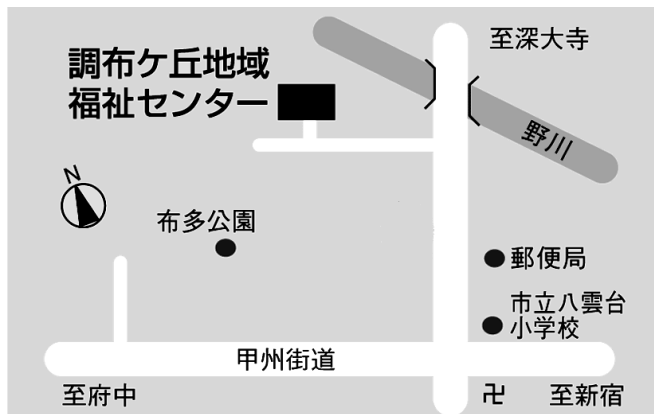 至深大寺
調布ケ丘地域
福祉センター
野川
N
布多公園
郵便局
市立八雲台
小学校
甲州街道
至府中
卍
至新宿